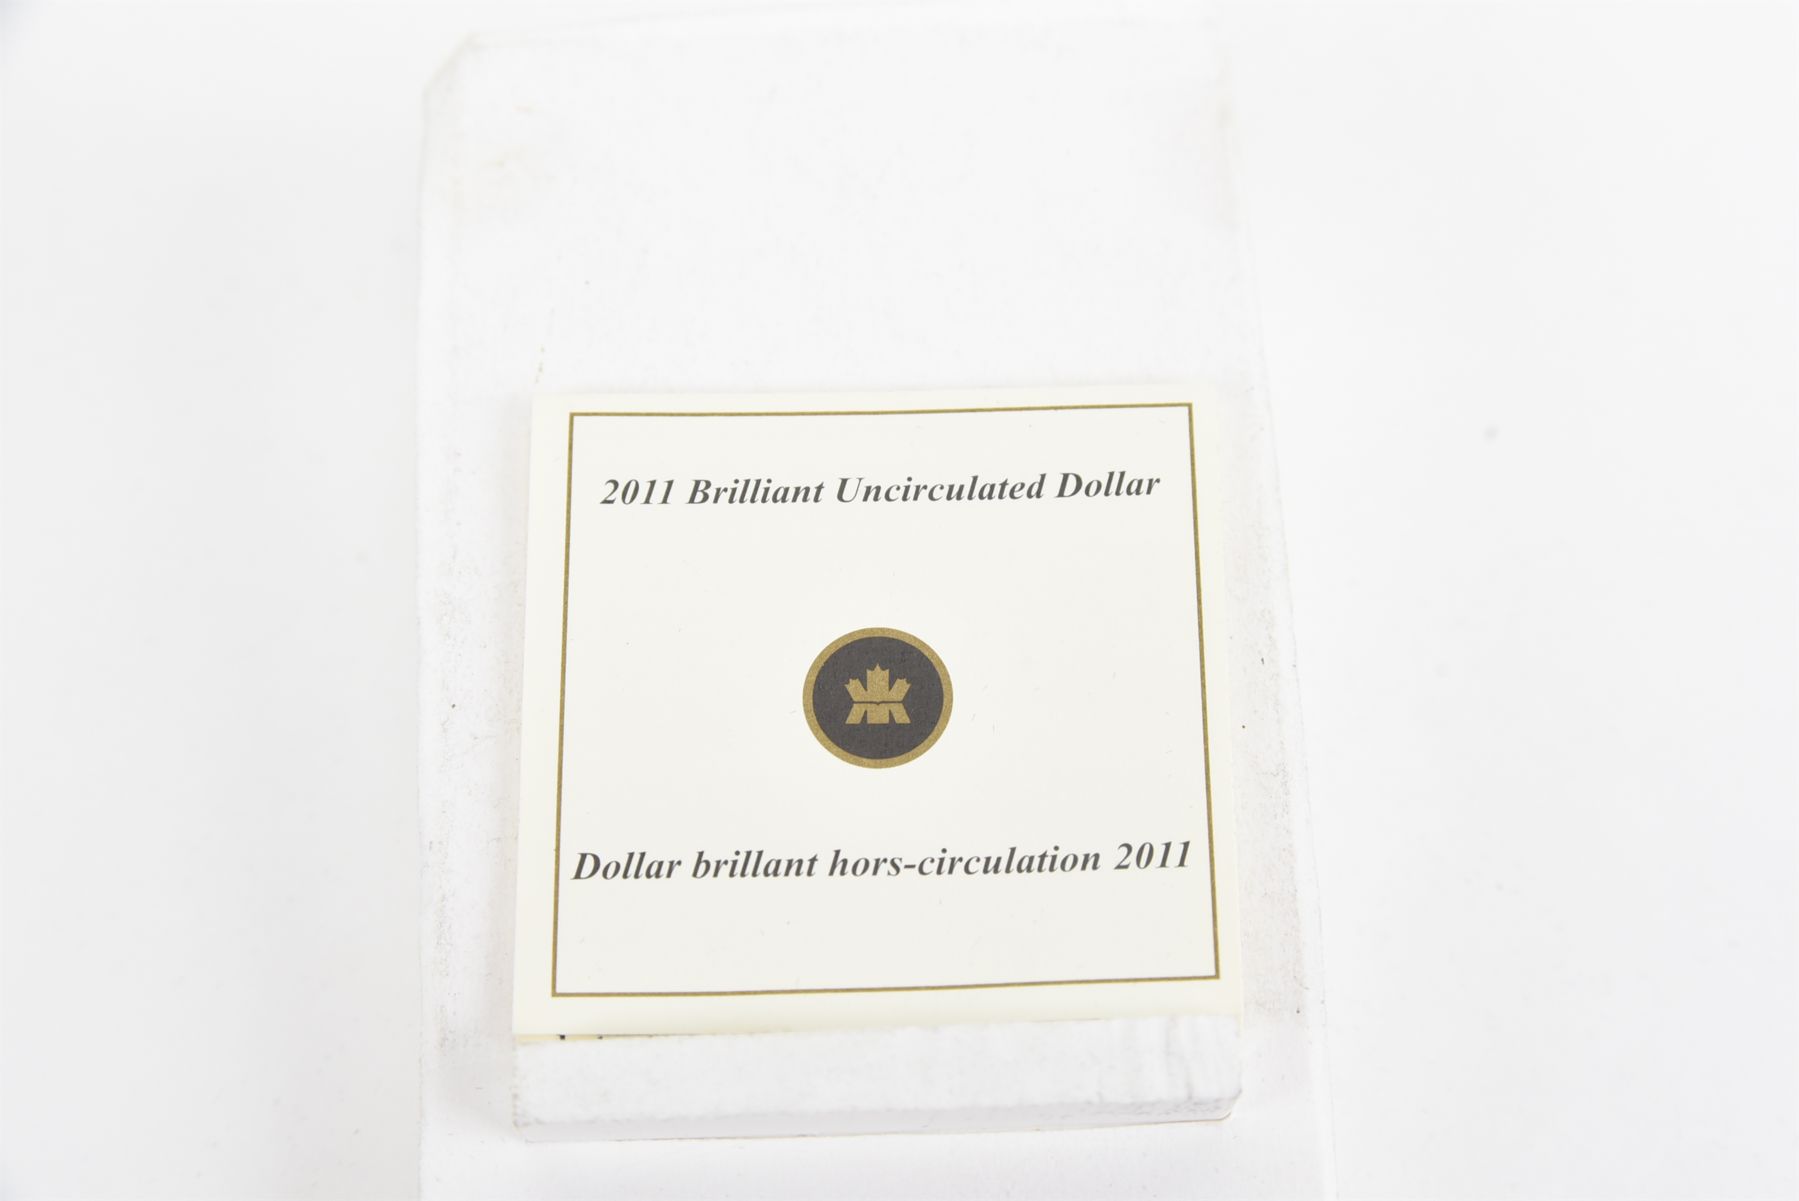 2011 Brilliant Uncirculated Dollar
Dollar brillant hors-circulation 2011